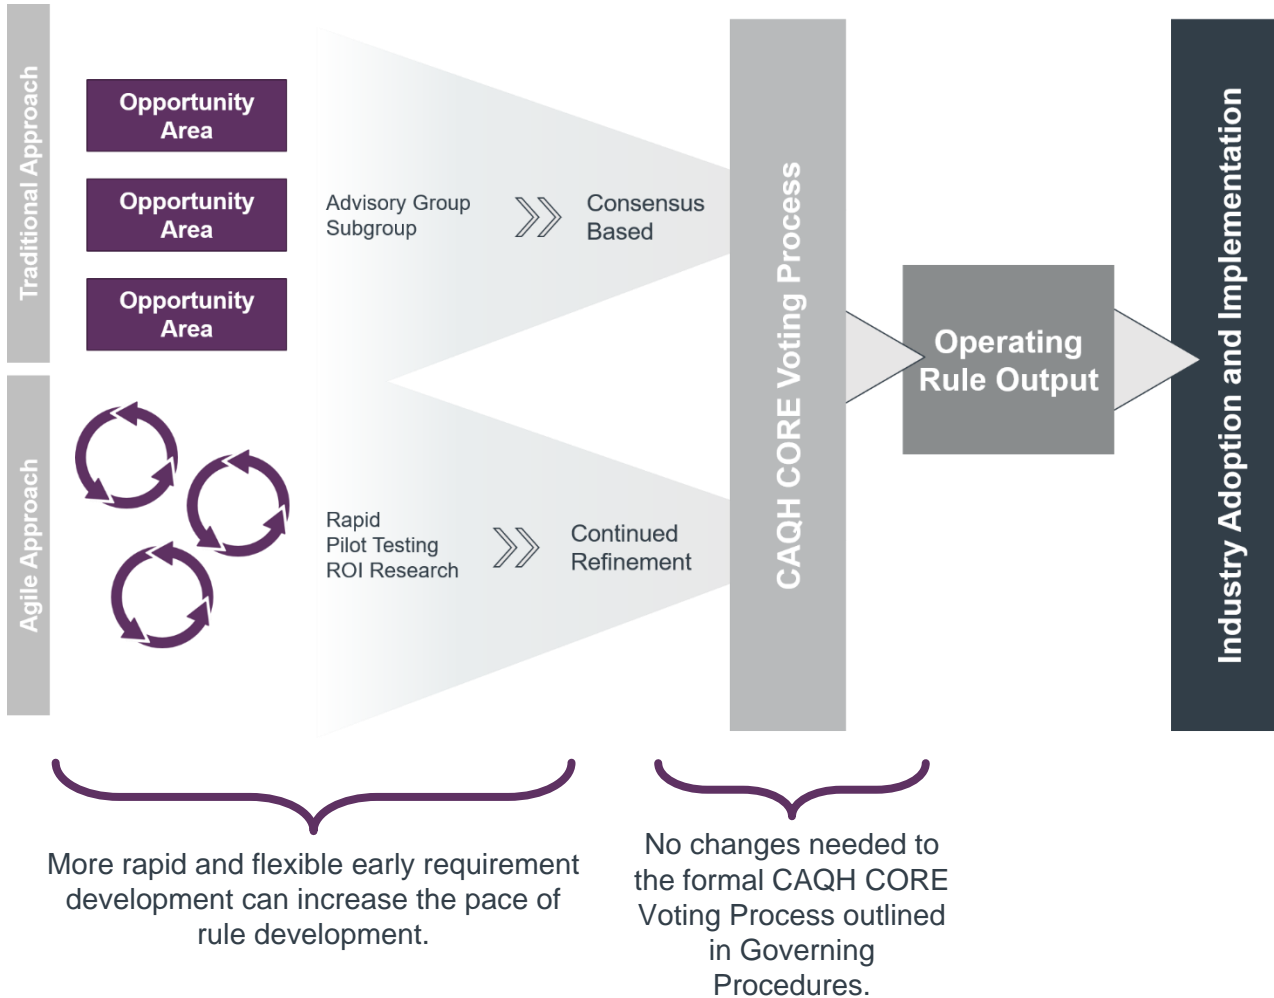 Traditional Approach
Opportunity
Area
Opportunity
Area
Opportunity
Area
Advisory Group
Subgroup
Consensus
Based
Agile Approach
Rapid
Pilot Testing
ROI Research
Continued
Refinement
CAQH CORE Voting Process
Operating
Rule Output
Industry Adoption and Implementation
More rapid and flexible early requirement
development can increase the pace of
rule development.
No changes needed to
the formal CAQH CORE
Voting Process outlined
in Governing
Procedures.